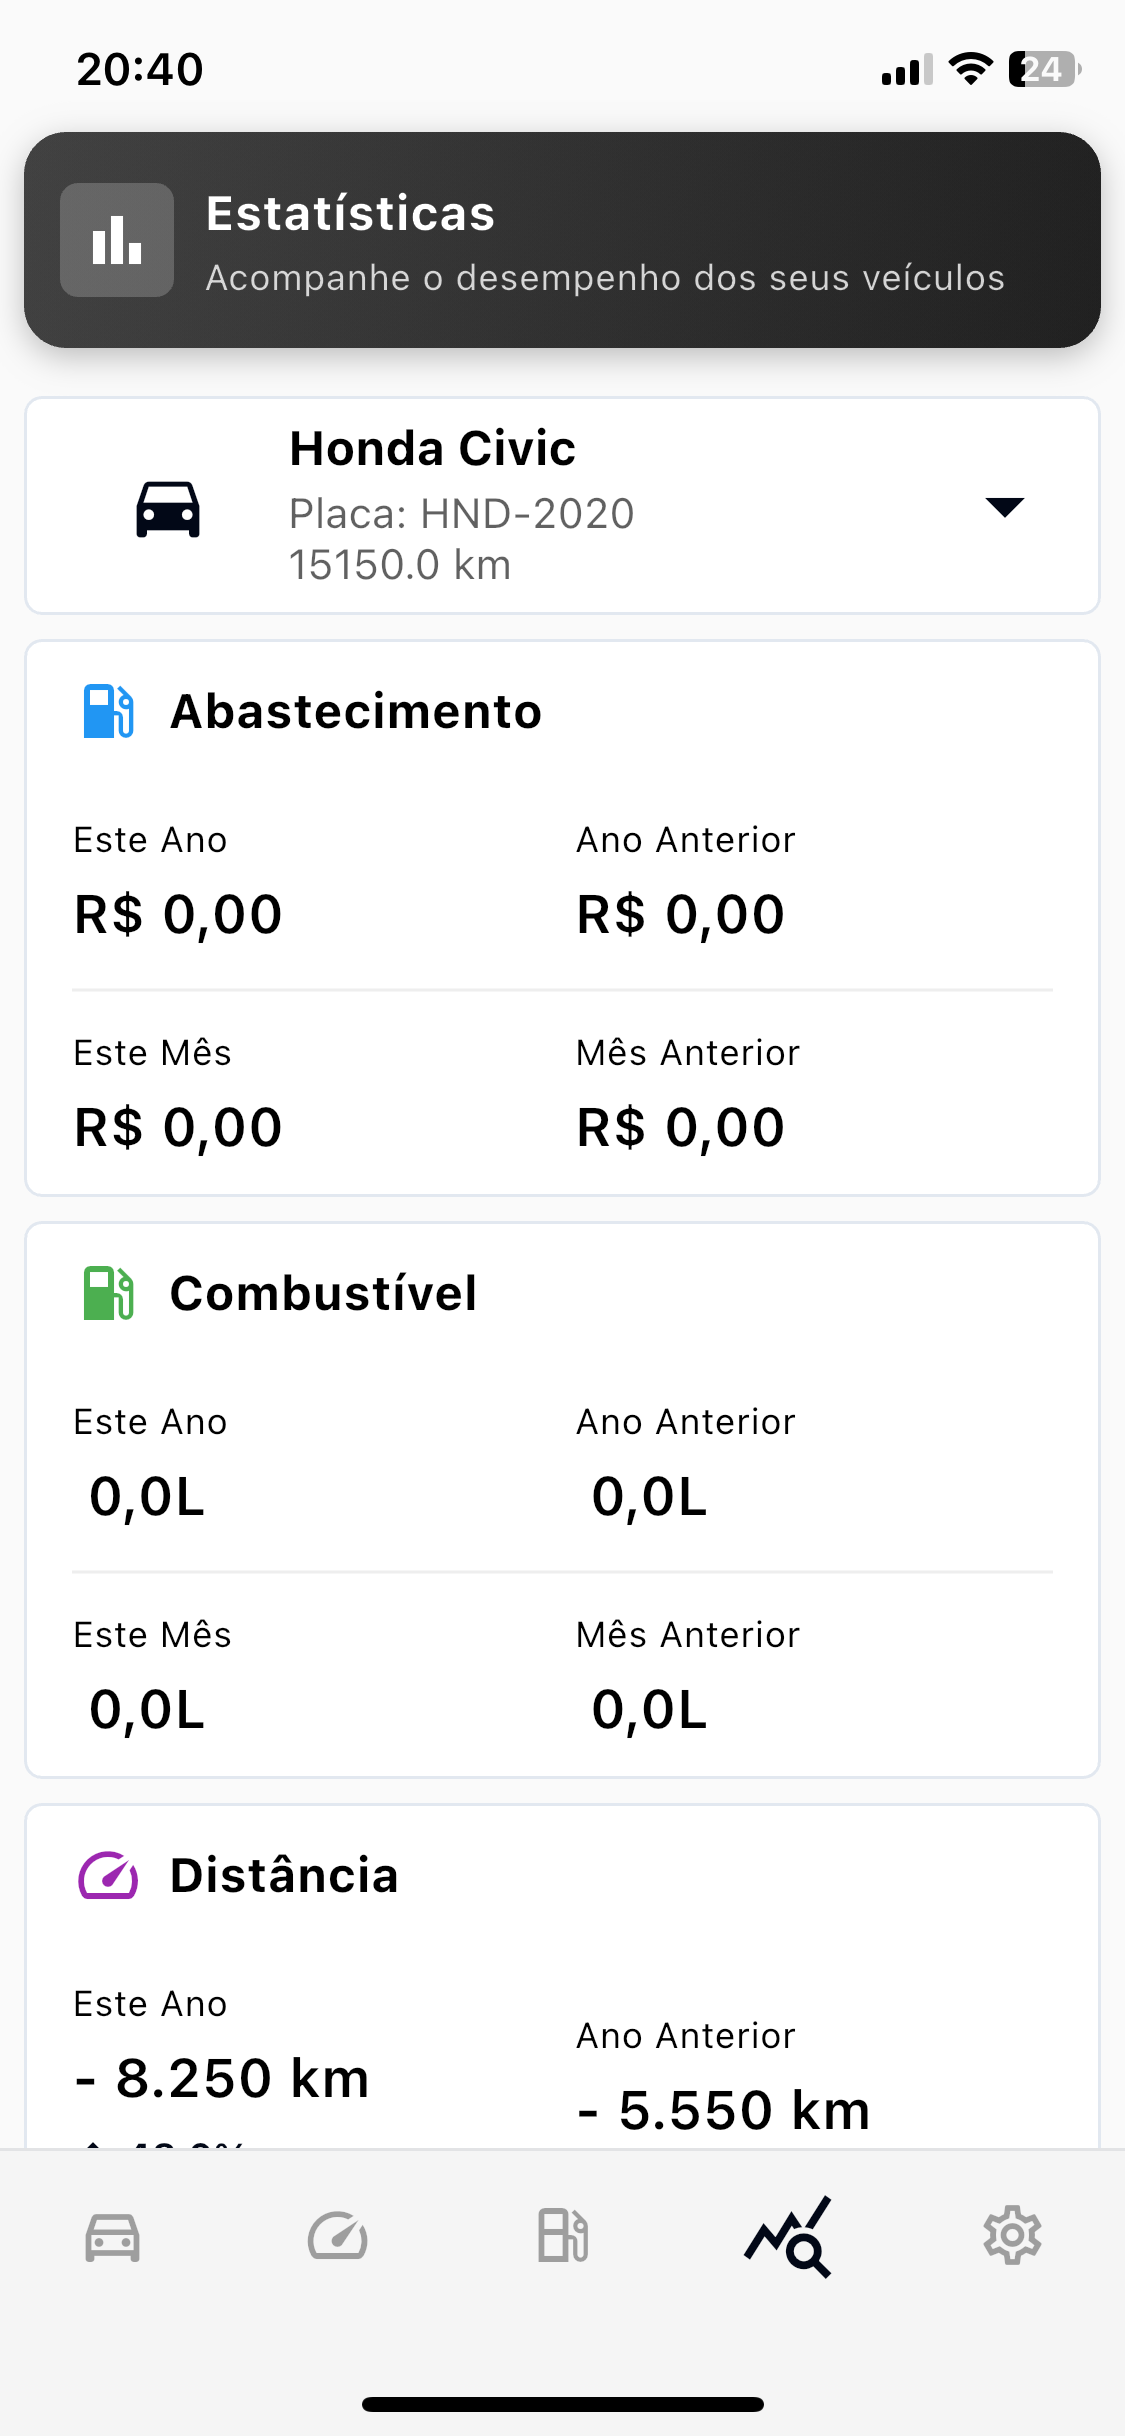 20:40
24
Estatísticas
Acompanhe o desempenho dos seus veículos
Honda Civic
Placa: HND-2020
15150.0 km
Abastecimento
Este Ano
Ano Anterior
R$ 0,00
R$ 0,00
Este Mês
Mês Anterior
R$ 0,00
R$ 0,00
Combustível
Este Ano
Ano Anterior
0,0L
0,0L
Este Mês
Mês Anterior
0,0L
0,0L
Distância
Este Ano
Ano Anterior
- 8.250 km
- 5.550 km